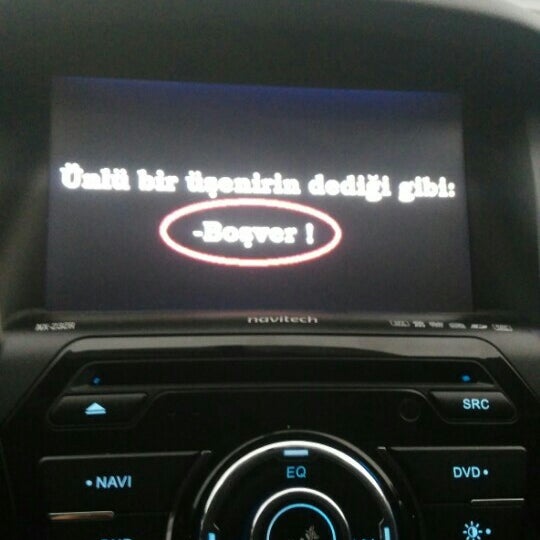 Ünlü bir üşenirin dediği gibi:
-Boşver !
navitech
SRC
EQ
NAVI
DVD